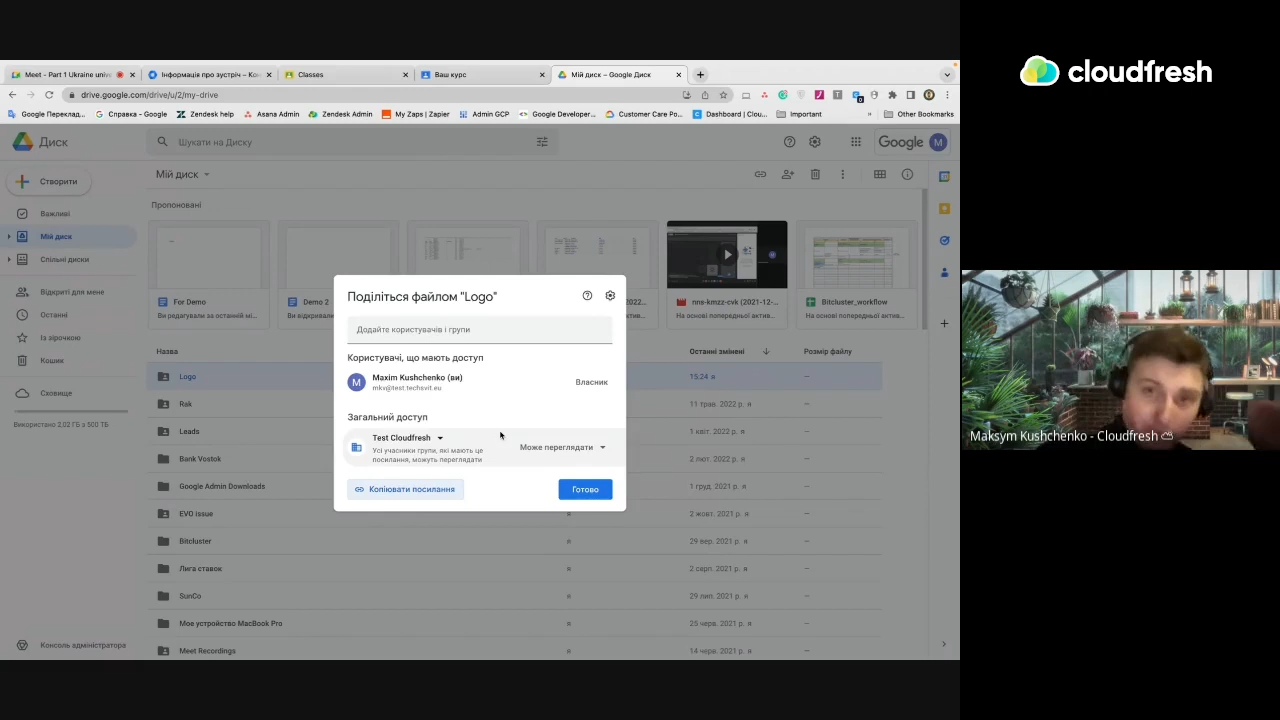 cloudfresh
Meet - Part 1 Ukraine univ
Інформація про зустріч – Ко
Classes
Ваш курс
Мій диск – Google Диск
drive.google.com/drive/u/2/my-drive
Google Переклад...
Справка - Google
Zendesk help
Asana Admin
Zendesk Admin
My Zaps | Zapier
Admin GCP
Google Developer...
Customer Care Po...
Dashboard | Clou...
Important
Other Bookmarks
Диск
Шукати на Диску
Google
M
Створити
Мій диск
Пропоновані
Важливі
Мій диск
Спільні диски
Відкриті для мене
Останні
Із зірочкою
Кошик
Сховище
Використано 2,02 ГБ з 500 ТБ
Консоль адміністратора
For Demo
Ви редагували за останній мі...
Demo 2
Ви відкривали
2022...
актив...
nna-kmzz-cvk (2021-12-...
На основі попередньої актив...
Bitcluster_workflow
На основі попередньої актив...
Назва
Останні змінені
Розмір файлу
Logo
15:24 я
–
Rak
11 трав. 2022 р. я
–
Leads
1 квіт. 2022 р. я
–
Bank Vostok
2 лют. 2022 р. я
–
Google Admin Downloads
1 груд. 2021 р. я
–
EVO issue
я
2 жовт. 2021 р. я
–
Bitcluster
я
29 вер. 2021 р. я
–
Лига ставок
я
2 серп. 2021 р. я
–
SunCo
я
29 лип. 2021 р. я
–
Мое устройство MacBook Pro
я
25 черв. 2021 р. я
–
Meet Recordings
я
14 черв. 2021 р. я
–
Поділіться файлом "Logo"
Додайте користувачів і групи
Користувачі, що мають доступ
M
Maxim Kushchenko (ви)
mkv@test.techsvit.eu
Власник
Загальний доступ
Test Cloudfresh
Усі учасники групи, які мають це
посилання, можуть переглядати
Може переглядати
Копіювати посилання
Готово
Maksym Kushchenko - Cloudfresh